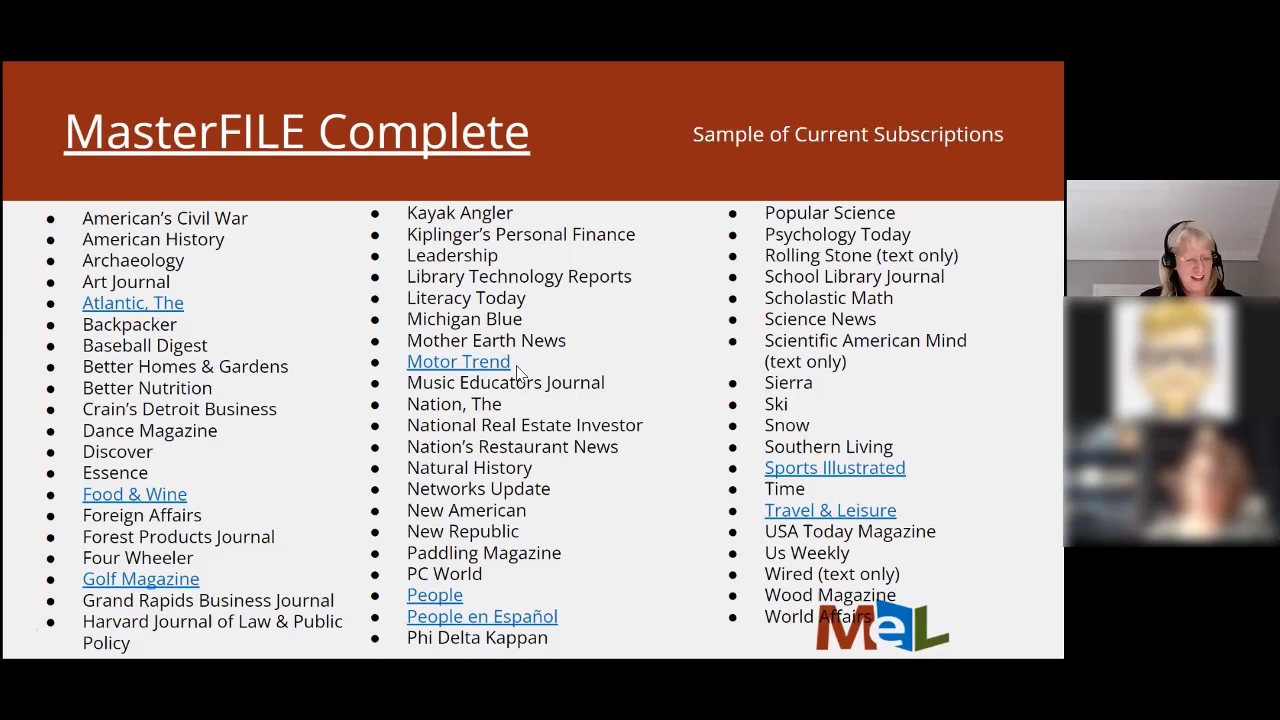 MasterFILE Complete
Sample of Current Subscriptions
● American’s Civil War
● American History
● Archaeology
● Art Journal
● Atlantic, The
● Backpacker
● Baseball Digest
● Better Homes & Gardens
● Better Nutrition
● Crain’s Detroit Business
● Dance Magazine
● Discover
● Essence
● Food & Wine
● Foreign Affairs
● Forest Products Journal
● Four Wheeler
● Golf Magazine
● Grand Rapids Business Journal
● Harvard Journal of Law & Public
Policy
● Kayak Angler
● Kiplinger’s Personal Finance
● Leadership
● Library Technology Reports
● Literacy Today
● Michigan Blue
● Mother Earth News
● Motor Trend
● Music Educators Journal
● Nation, The
● National Real Estate Investor
● Nation’s Restaurant News
● Natural History
● Networks Update
● New American
● New Republic
● Paddling Magazine
● PC World
● People
● People en Español
● Phi Delta Kappan
● Popular Science
● Psychology Today
● Rolling Stone (text only)
● School Library Journal
● Scholastic Math
● Science News
● Scientific American Mind
(text only)
● Sierra
● Ski
● Snow
● Southern Living
● Sports Illustrated
● Time
● Travel & Leisure
● USA Today Magazine
● Us Weekly
● Wired (text only)
● Wood Magazine
● World Affairs
MeL